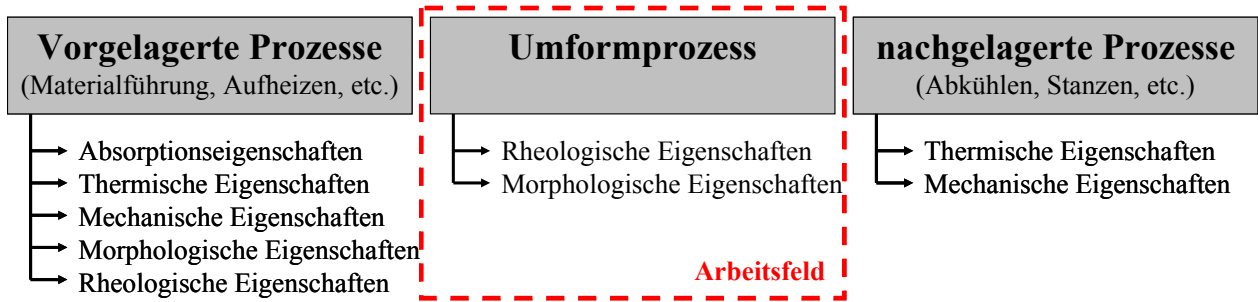 Vorgelagerte Prozesse
(Materialführung, Aufheizen, etc.)
Absorptionseigenschaften
Thermische Eigenschaften
Mechanische Eigenschaften
Morphologische Eigenschaften
Rheologische Eigenschaften
Umformprozess
Rheologische Eigenschaften
Morphologische Eigenschaften
Arbeitsfeld
nachgelagerte Prozesse
(Abkühlen, Stanzen, etc.)
Thermische Eigenschaften
Mechanische Eigenschaften